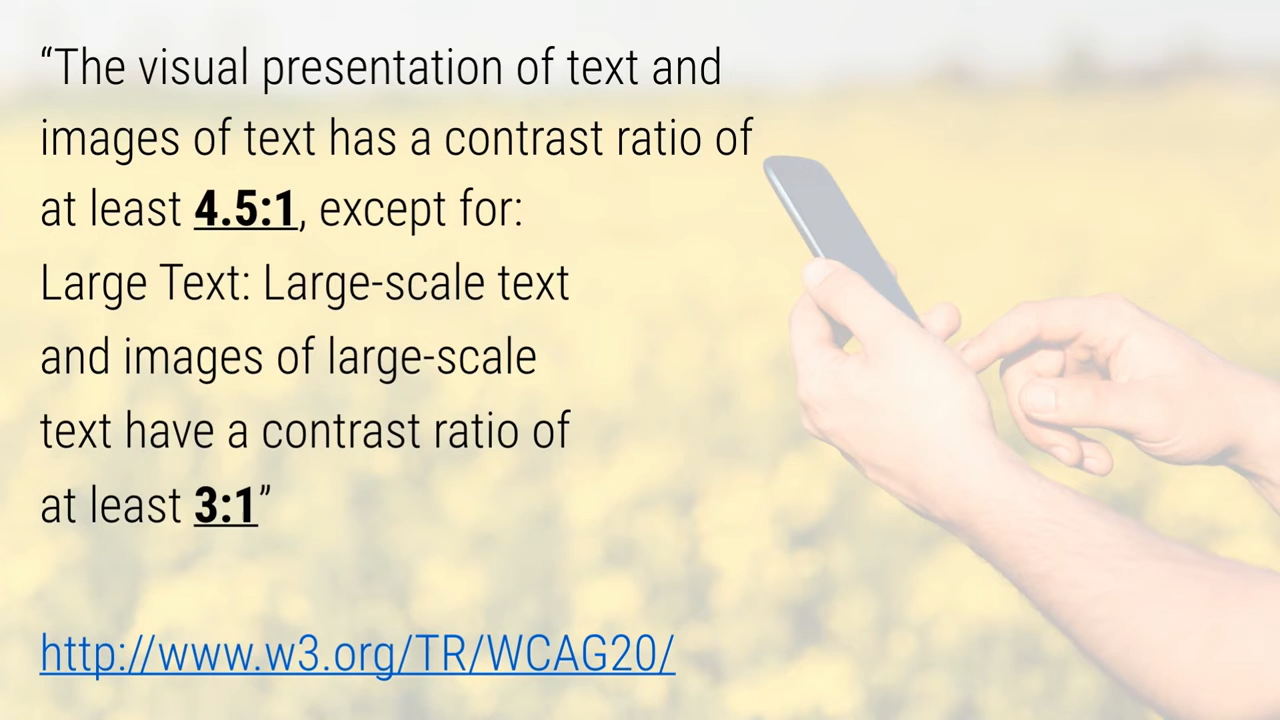 “The visual presentation of text and
images of text has a contrast ratio of
at least 4.5:1, except for:
Large Text: Large-scale text
and images of large-scale
text have a contrast ratio of
at least 3:1”
http://www.w3.org/TR/WCAG20/